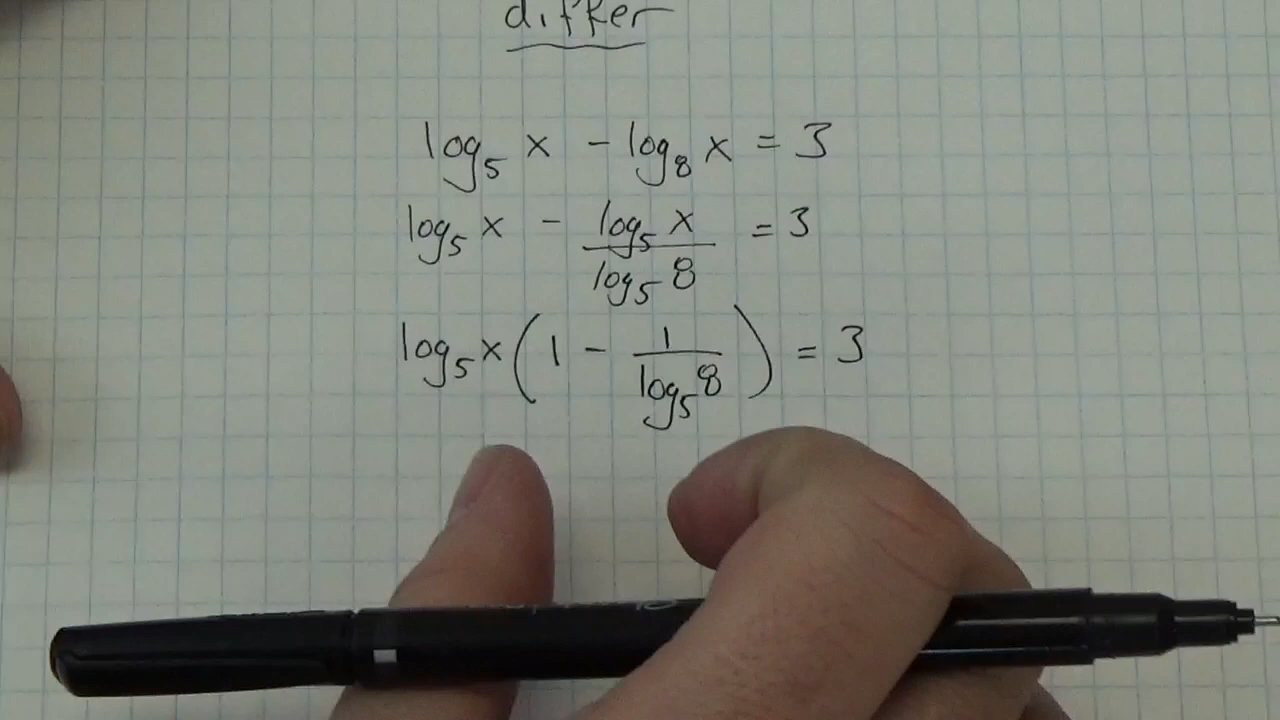 differ
log₅ x - log₈ x = 3
log₅ x - log₅ x / log₅ 8 = 3
log₅ x (1 - 1 / log₅ 8) = 3